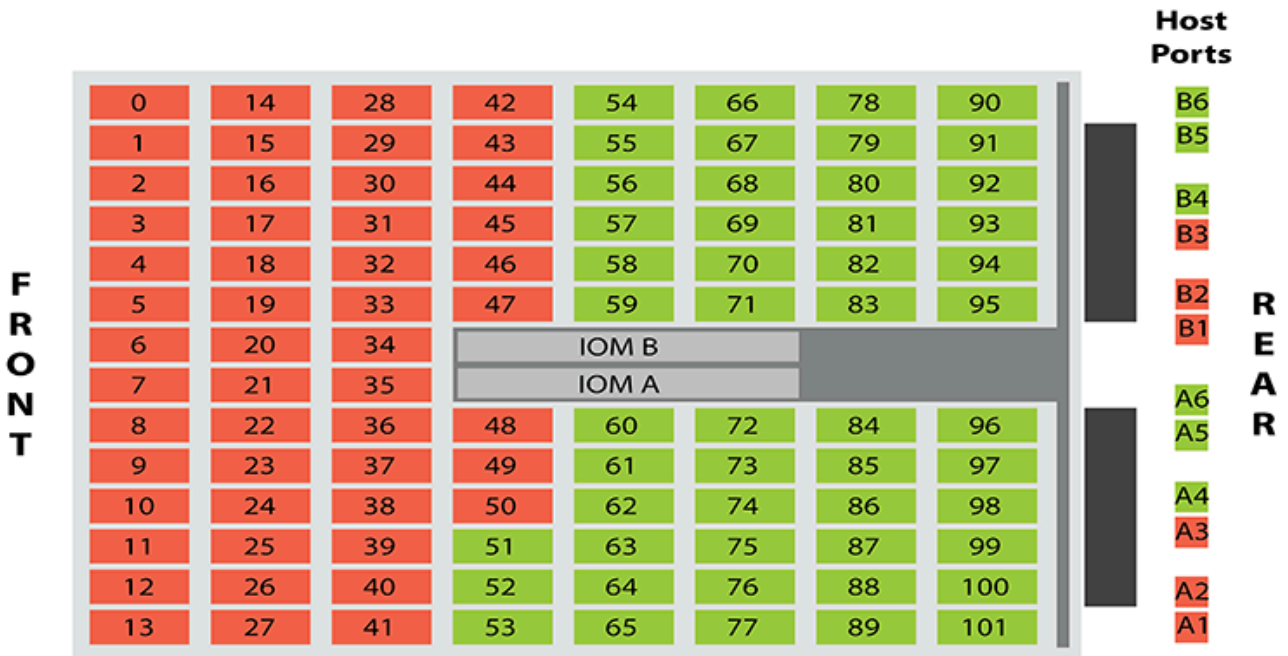 Host
Ports
0 14 28 42 54 66 78 90 B6
1 15 29 43 55 67 79 91 B5
2 16 30 44 56 68 80 92 B4
3 17 31 45 57 69 81 93 B3
4 18 32 46 58 70 82 94
5 19 33 47 59 71 83 95 B2
6 20 34 IOM B B1
7 21 35 IOM A A6
8 22 36 48 60 72 84 96 A5
9 23 37 49 61 73 85 97
10 24 38 50 62 74 86 98 A4
11 25 39 51 63 75 87 99 A3
12 26 40 52 64 76 88 100 A2
13 27 41 53 65 77 89 101 A1
FRONT
REAR